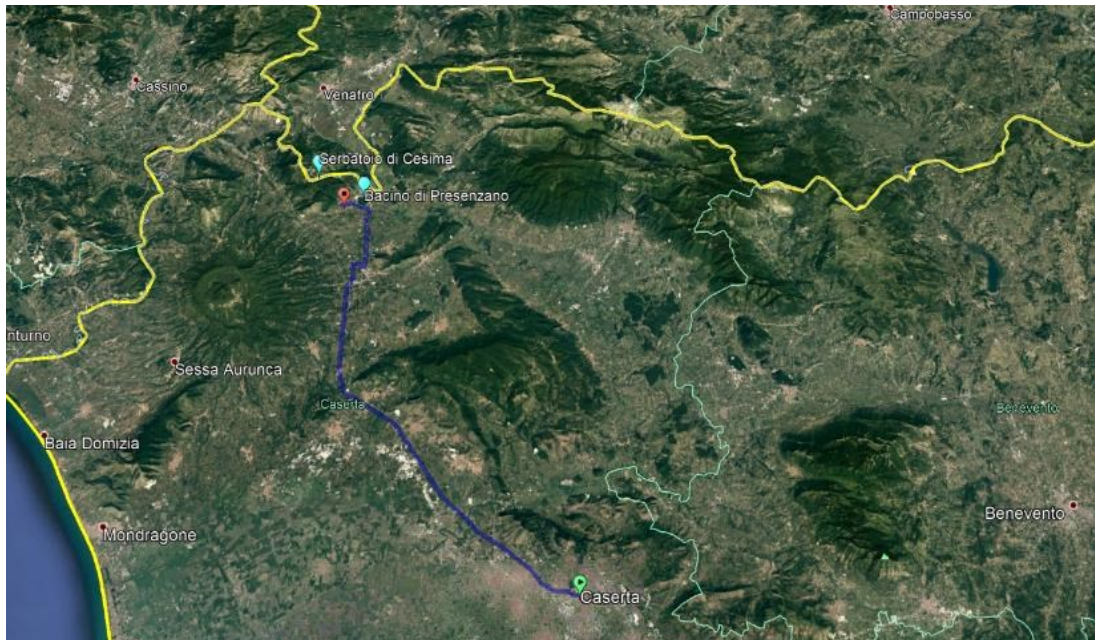 Campobasso
Cassino
Venafro
Serbatoio di Cesima
Bacino di Presenzano
nturno
Sessa Aurunca
Caserta
Benevento
Baia Domizia
Benevento
Mondragone
Caserta